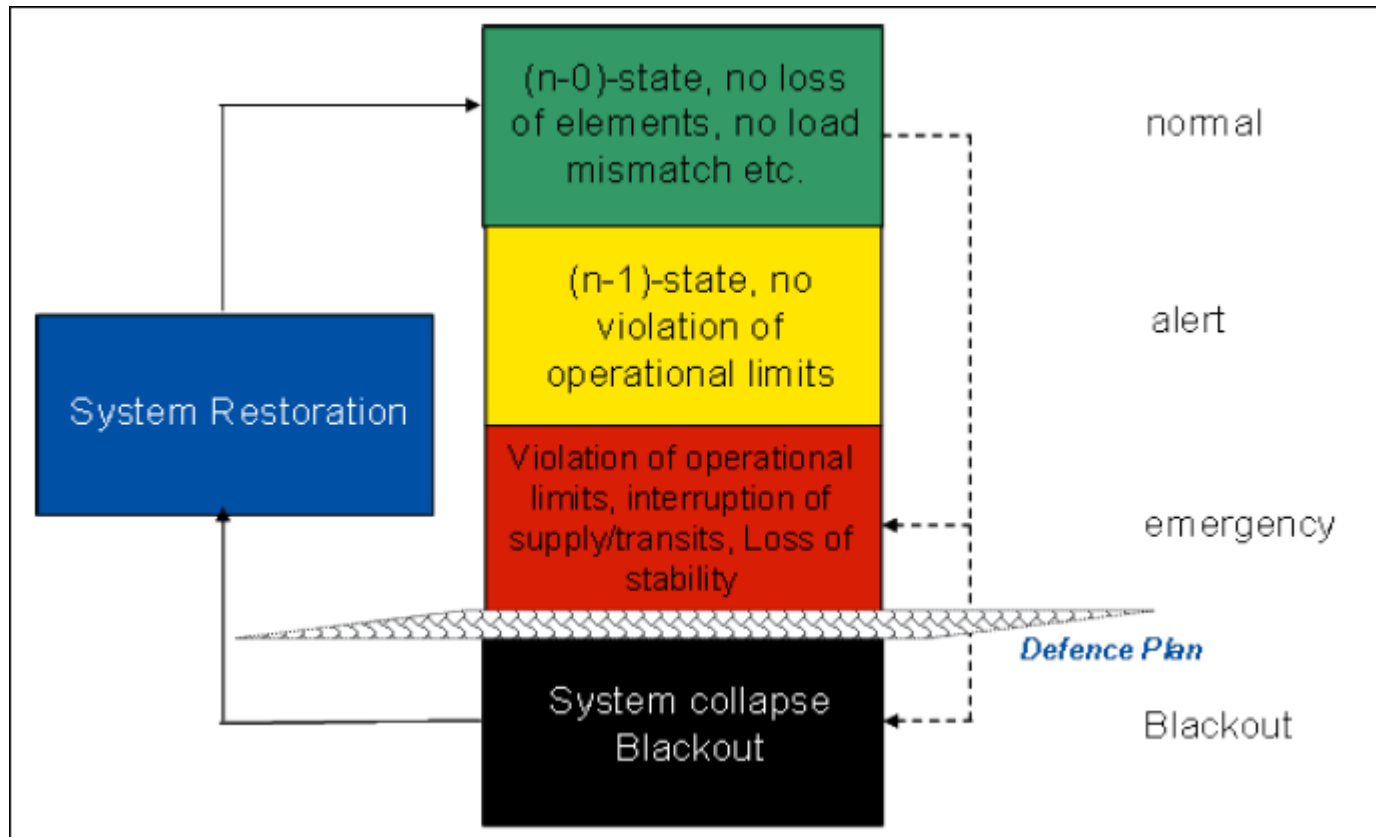 (n-0)-state, no loss
of elements, no load
mismatch etc.
normal
(n-1)-state, no
violation of
operational limits
alert
System Restoration
Violation of operational
limits, interruption of
supply/transits, Loss of
stability
emergency
Defence Plan
System collapse
Blackout
Blackout